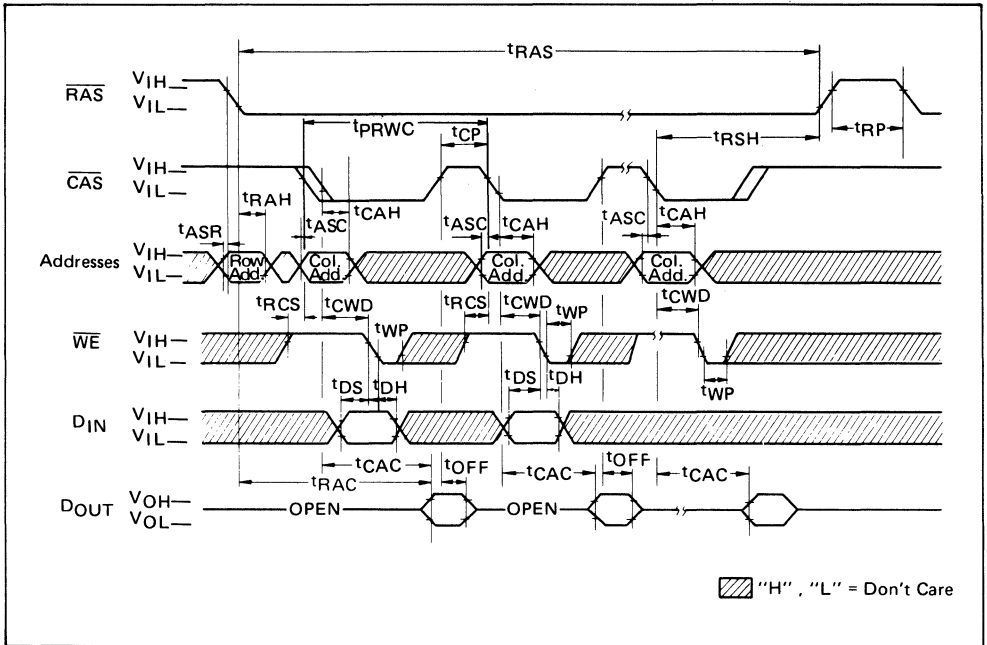 tRAS
RAS VIH
VIL
tPRWC tCP tRSH tRP
CAS VIH
VIL
tRAH
tASR tASC tCAH tASC tCAH tASC tCAH
Addresses VIH Row Add. Col. Add. Col. Add. Col. Add.
VIL
tRCS tCWD tWP tRCS tCWD tWP tCWD
WE VIH
VIL
tDS tDH tDS tDH tWP
DIN VIH
VIL
tCAC tOFF tCAC tOFF tCAC
tRAC
DOUT VOH OPEN OPEN
VOL
"H" , "L" = Don't Care